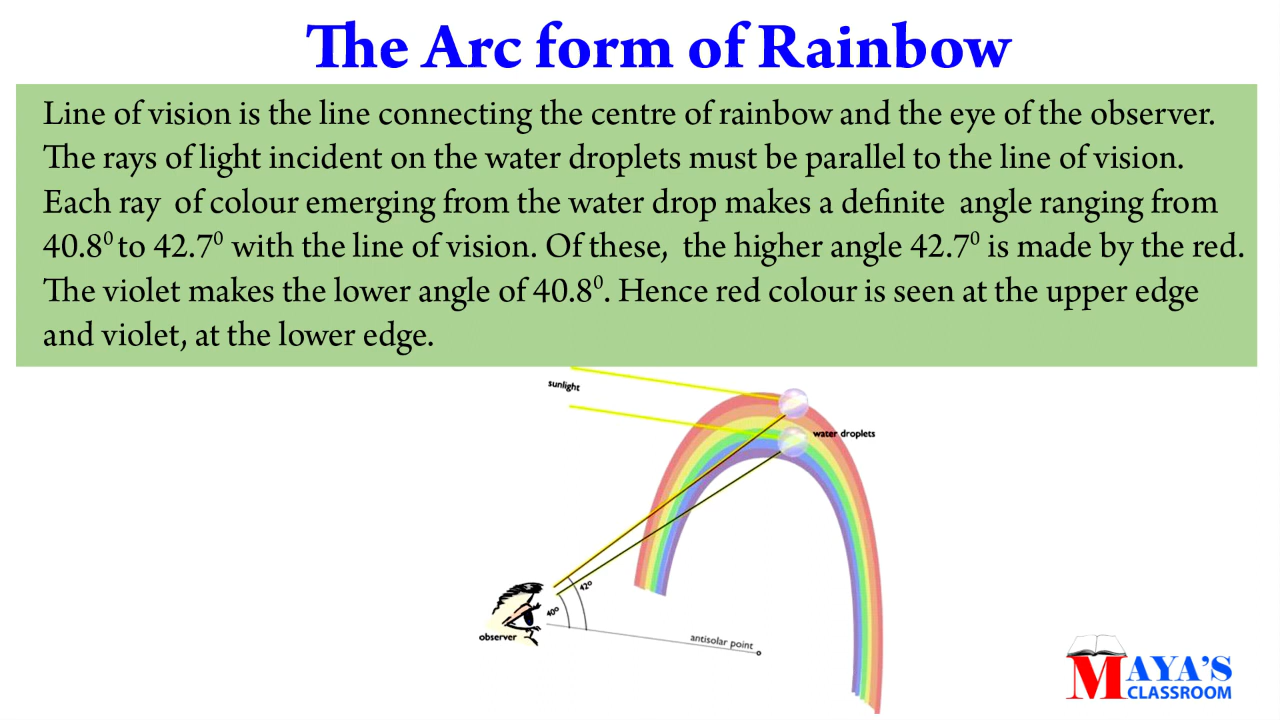 The Arc form of Rainbow
Line of vision is the line connecting the centre of rainbow and the eye of the observer.
The rays of light incident on the water droplets must be parallel to the line of vision.
Each ray of colour emerging from the water drop makes a definite angle ranging from
40.8⁰ to 42.7⁰ with the line of vision. Of these, the higher angle 42.7⁰ is made by the red.
The violet makes the lower angle of 40.8⁰. Hence red colour is seen at the upper edge
and violet, at the lower edge.
sunlight
water droplets
42⁰
40⁰
observer
antisolar point
MAYA'S
CLASSROOM